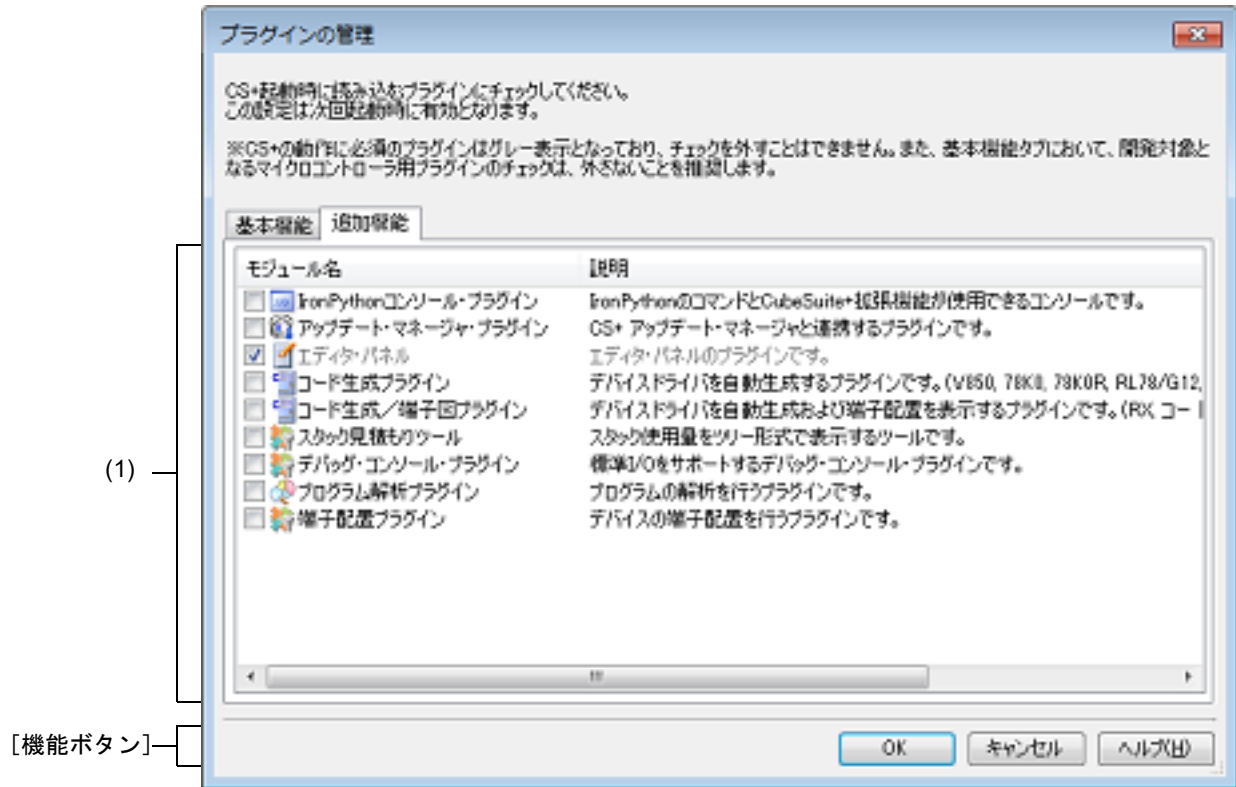 プラグインの管理
CS+起動時に読み込むプラグインにチェックしてください。
この設定は次回起動時に有効となります。
※CS+の動作に必須のプラグインはグレー表示となっており、チェックを外すことはできません。また、基本機能タブにおいて、開発対象と
なるマイクロコントローラ用プラグインのチェックは、外さないことを推奨します。
基本機能 追加機能
モジュール名 説明
IronPythonコンソール・プラグイン IronPythonのコマンドとCubeSuite+拡張機能が使用できるコンソールです。
アップデート・マネージャ・プラグイン CS+ アップデート・マネージャと連携するプラグインです。
エディタ・パネル エディタ・パネルのプラグインです。
コード生成プラグイン デバイスドライバを自動生成するプラグインです。(V850, 78K0, 78K0R, RL78/G12,
コード生成／端子図プラグイン デバイスドライバを自動生成および端子配置を表示するプラグインです。(RX コード
スタック見積もりツール スタック使用量をツリー形式で表示するツールです。
(1) デバッグ・コンソール・プラグイン 標準I/Oをサポートするデバッグ・コンソール・プラグインです。
プログラム解析プラグイン プログラムの解析を行うプラグインです。
端子配置プラグイン デバイスの端子配置を行うプラグインです。
[機能ボタン] OK キャンセル ヘルプ(H)